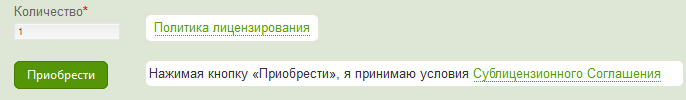 Количество*
1
Политика лицензирования
Приобрести
Нажимая кнопку «Приобрести», я принимаю условия Сублицензионного Соглашения